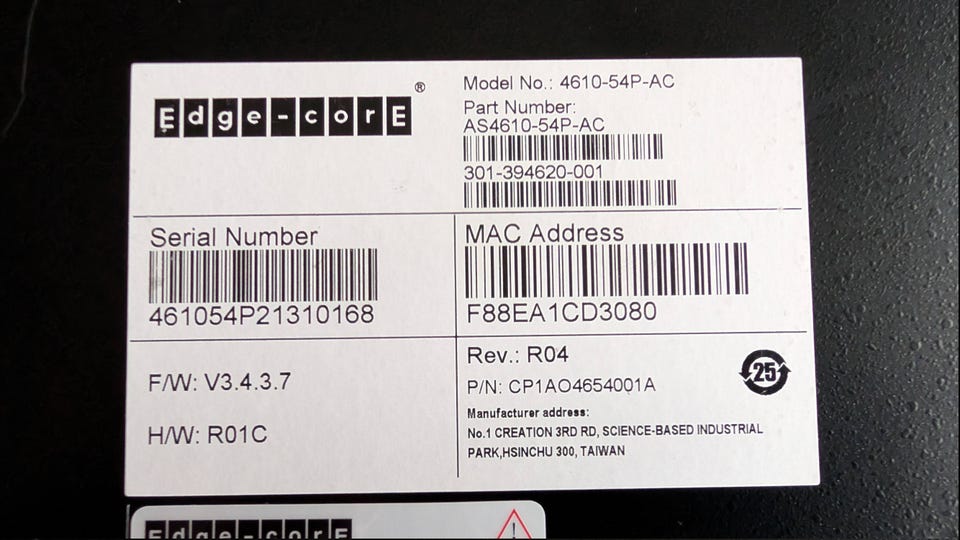 Edge-corE®
Model No.: 4610-54P-AC
Part Number:
AS4610-54P-AC
301-394620-001
Serial Number
461054P21310168
MAC Address
F88EA1CD3080
F/W: V3.4.3.7
H/W: R01C
Rev.: R04
P/N: CP1AO4654001A
25
Manufacturer address:
No.1 CREATION 3RD RD, SCIENCE-BASED INDUSTRIAL
PARK,HSINCHU 300, TAIWAN
Edge-corE